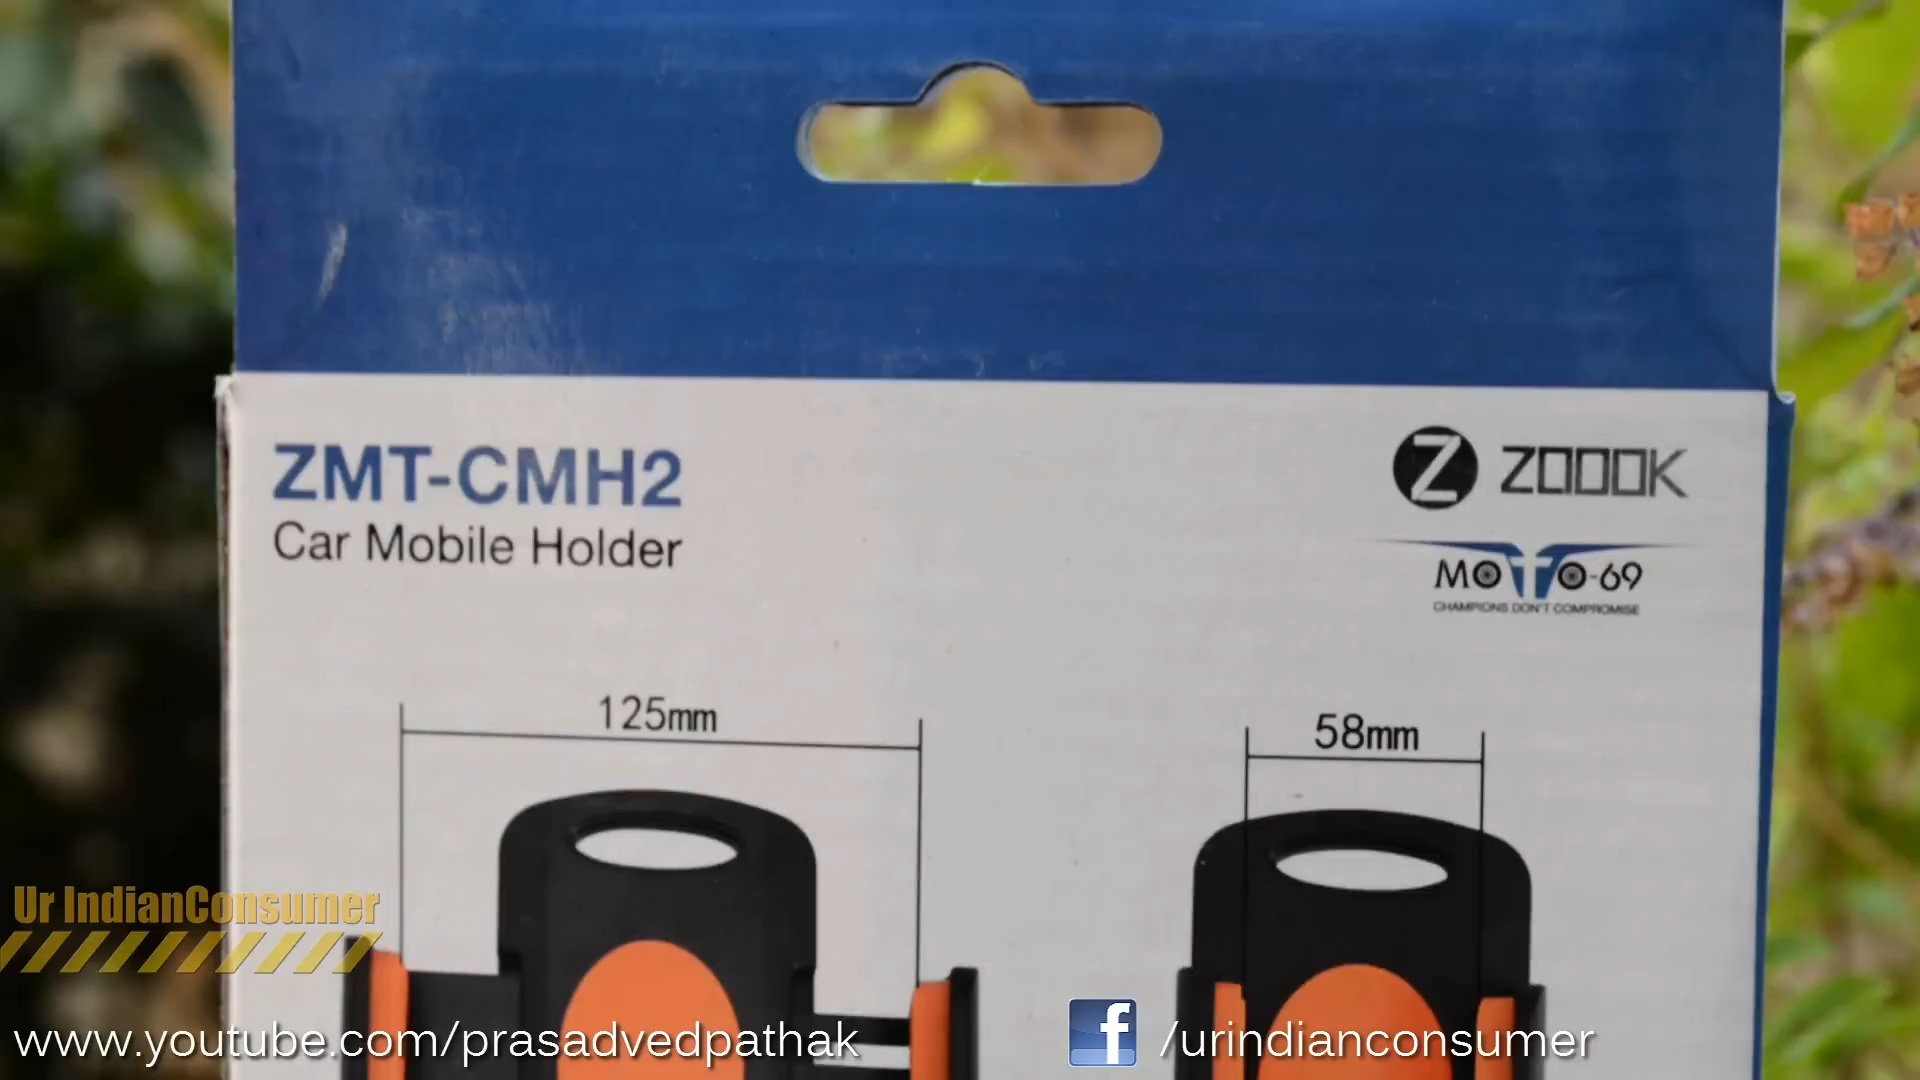 ZMT-CMH2
Car Mobile Holder
Z ZOOOK
MOTO-69
CHAMPIONS DON'T COMPROMISE
125mm
58mm
Ur IndianConsumer
www.youtube.com/prasadvedpathak
f /urindianconsumer